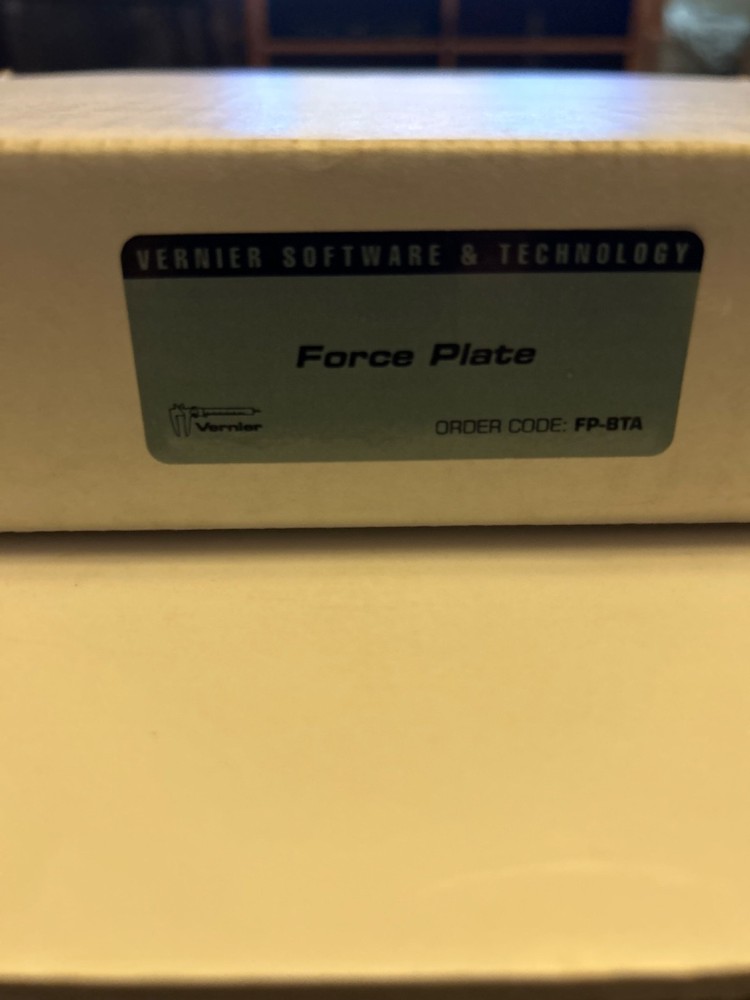 VERNIER SOFTWARE & TECHNOLOGY
Force Plate
Vernier
ORDER CODE: FP-BTA